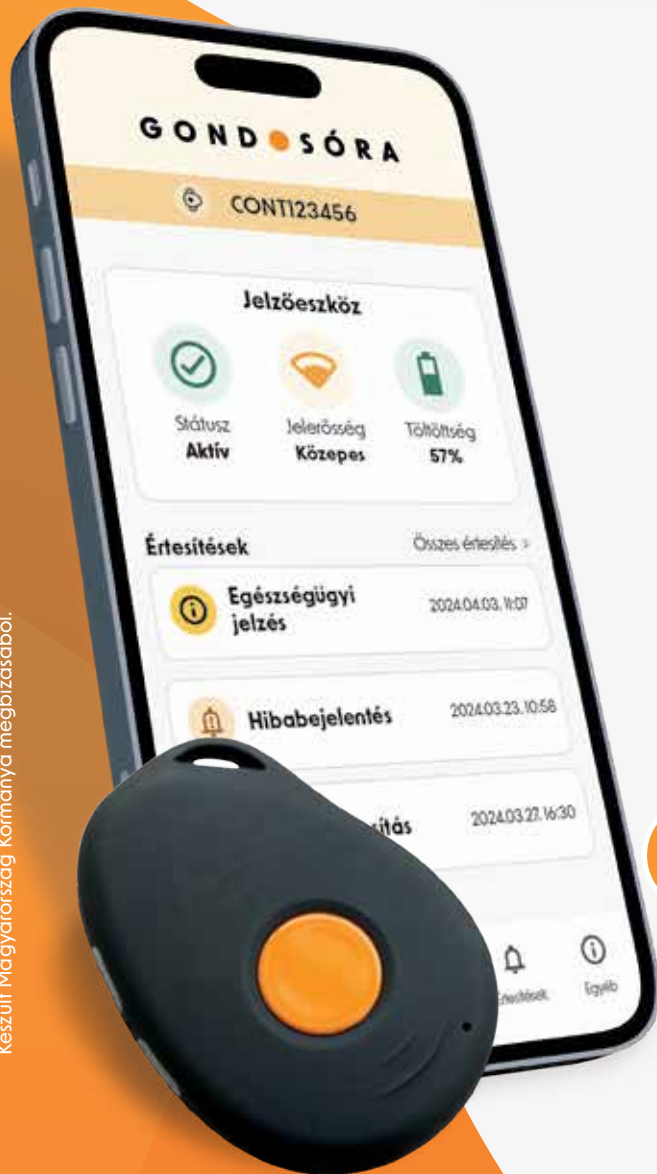 GONDOSÓRA
CONT123456
Jelzőeszköz
Státusz
Aktív
Jelerősség
Közepes
Töltöttség
57%
Értesítések
Összes értesítés >
Egészségügyi
jelzés
2024.04.03. 11:07
Hibabejelentés
2024.03.23. 10:58
sítás
2024.03.27. 16:30
Értesítések
Egyéb
Készült Magyarország Kormánya megbízásából.